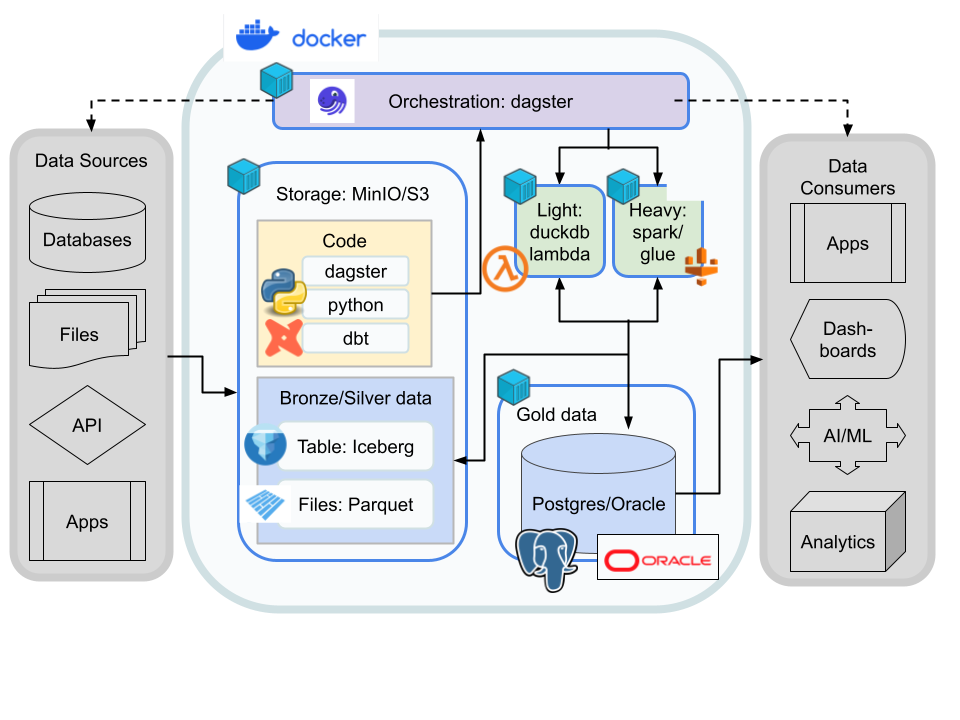 docker
Orchestration: dagster
Data Sources
Databases
Files
API
Apps
Storage: MinIO/S3
Code
dagster
python
dbt
Bronze/Silver data
Table: Iceberg
Files: Parquet
Light:
duckdb
lambda
Heavy:
spark/
glue
Gold data
Postgres/Oracle
ORACLE
Data
Consumers
Apps
Dash-
boards
AI/ML
Analytics